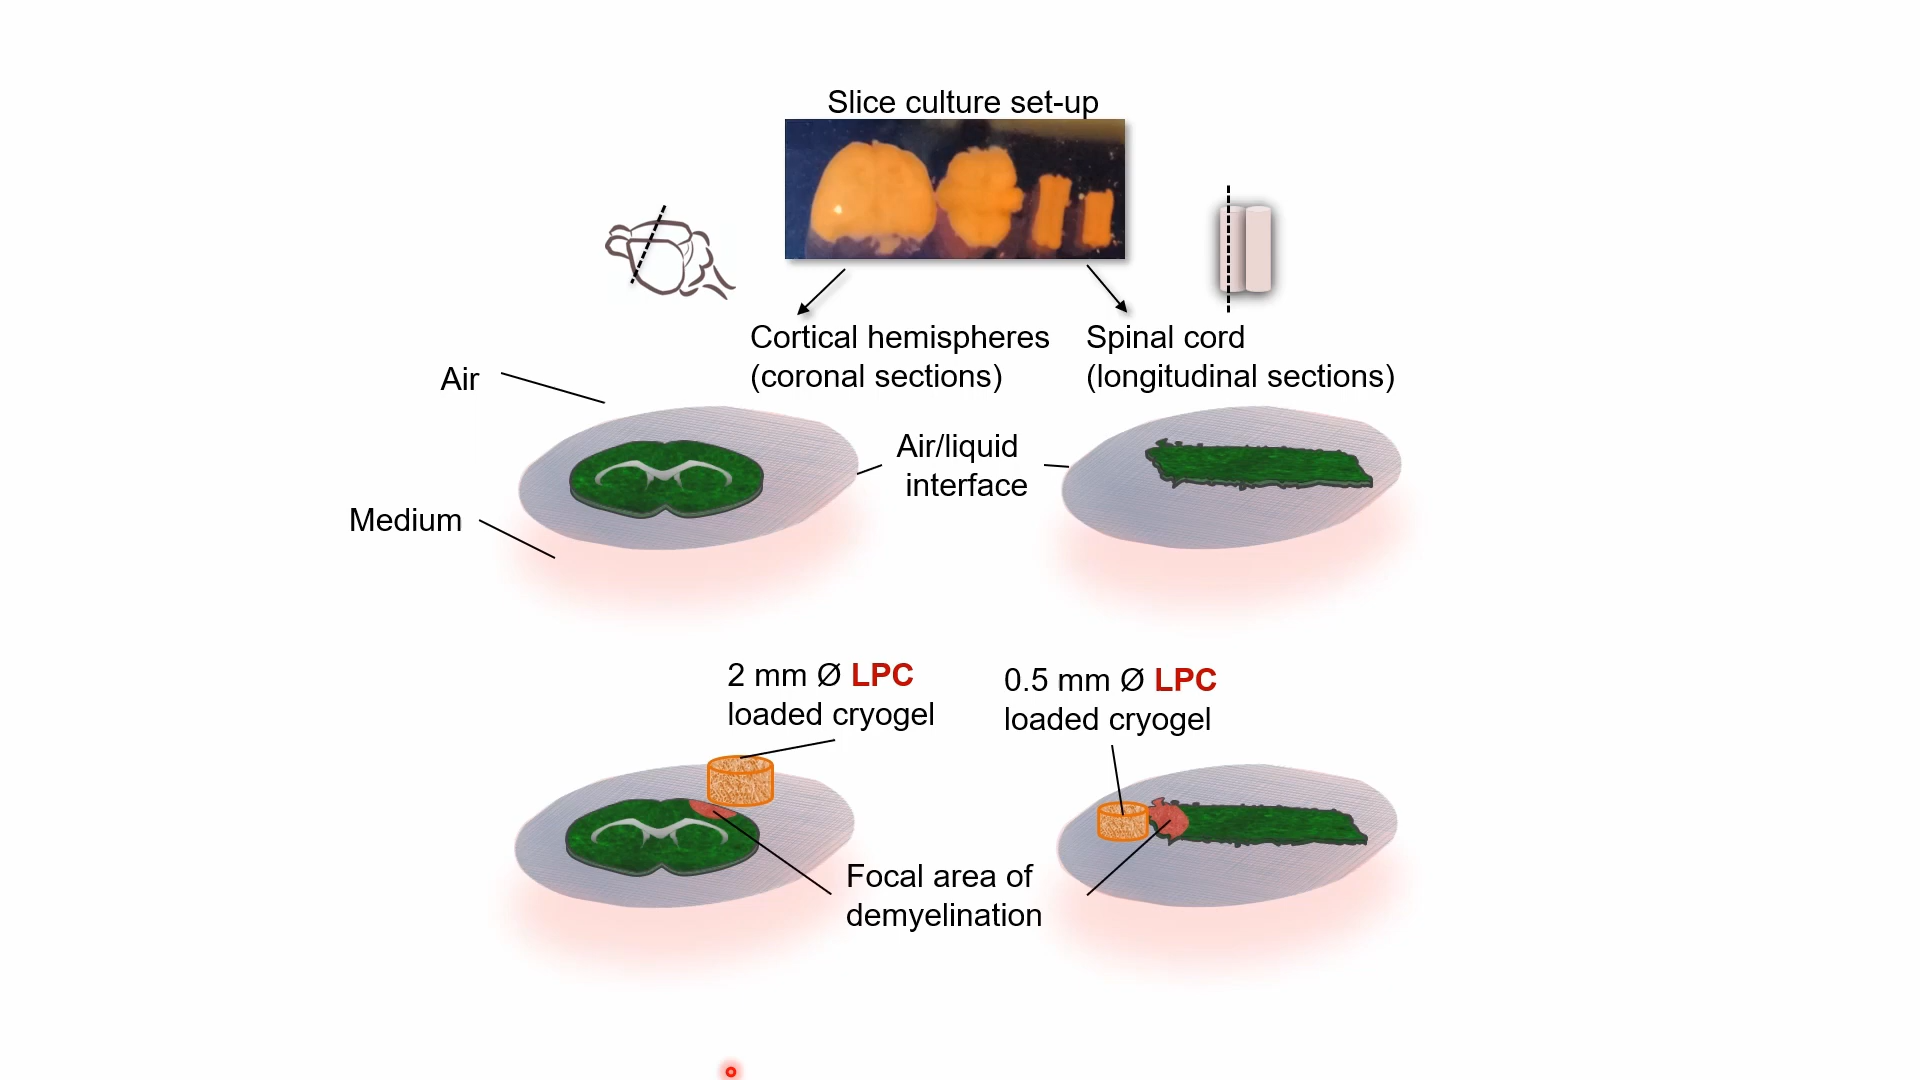 Slice culture set-up
Cortical hemispheres
(coronal sections)
Spinal cord
(longitudinal sections)
Air
Air/liquid
interface
Medium
2 mm Ø LPC
loaded cryogel
0.5 mm Ø LPC
loaded cryogel
Focal area of
demyelination